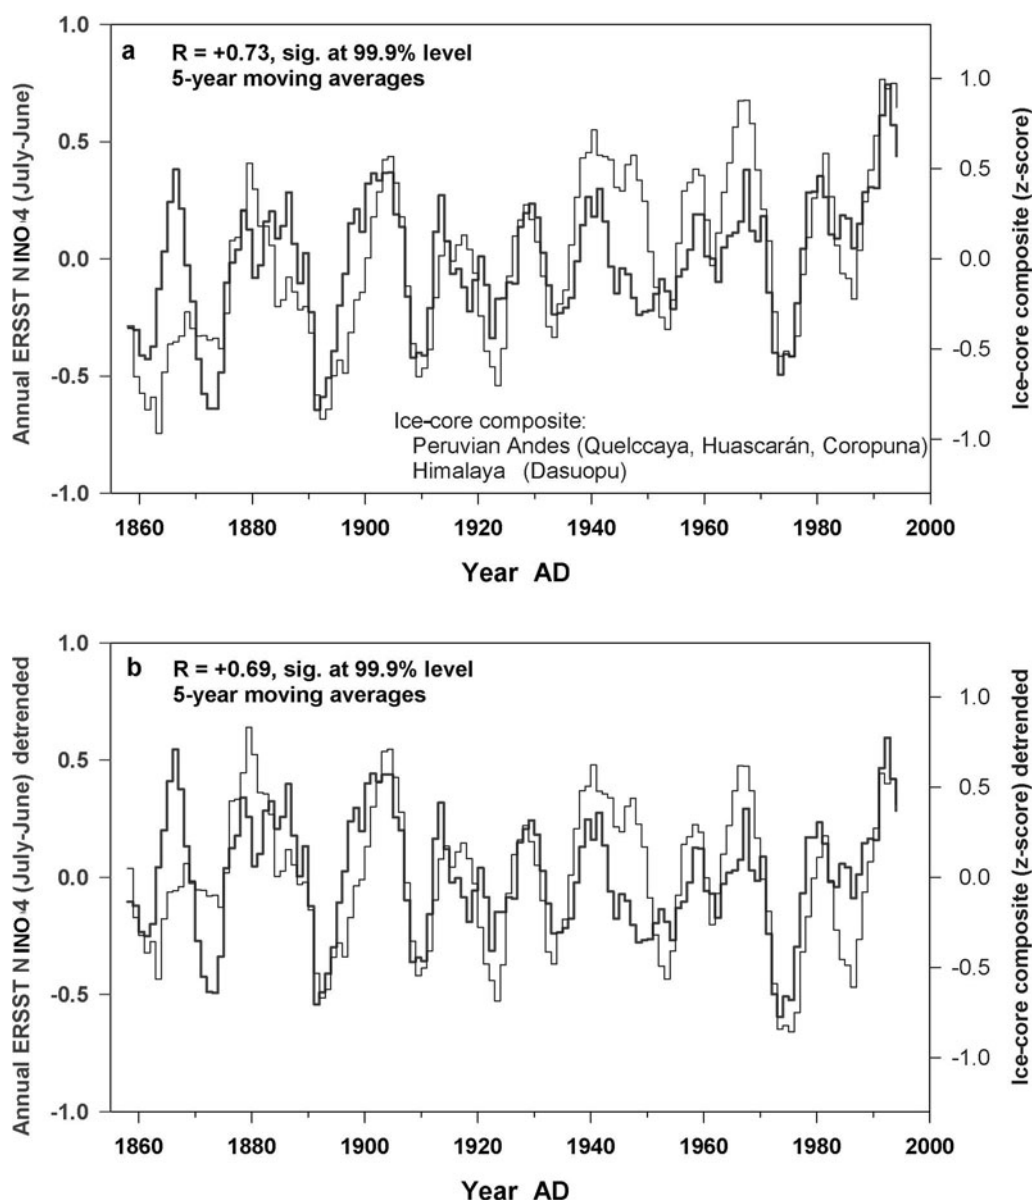 a
R = +0.73, sig. at 99.9% level
5-year moving averages
Annual ERSST NINO 4 (July-June)
1.0
0.5
0.0
-0.5
-1.0
Ice-core composite (z-score)
1.0
0.5
0.0
-0.5
-1.0
Ice-core composite:
Peruvian Andes (Quelccaya, Huascarán, Coropuna)
Himalaya (Dasuopu)
1860 1880 1900 1920 1940 1960 1980 2000
Year AD
b
R = +0.69, sig. at 99.9% level
5-year moving averages
Annual ERSST NINO 4 (July-June) detrended
1.0
0.5
0.0
-0.5
-1.0
Ice-core composite (z-score) detrended
1.0
0.5
0.0
-0.5
-1.0
1860 1880 1900 1920 1940 1960 1980 2000
Year AD